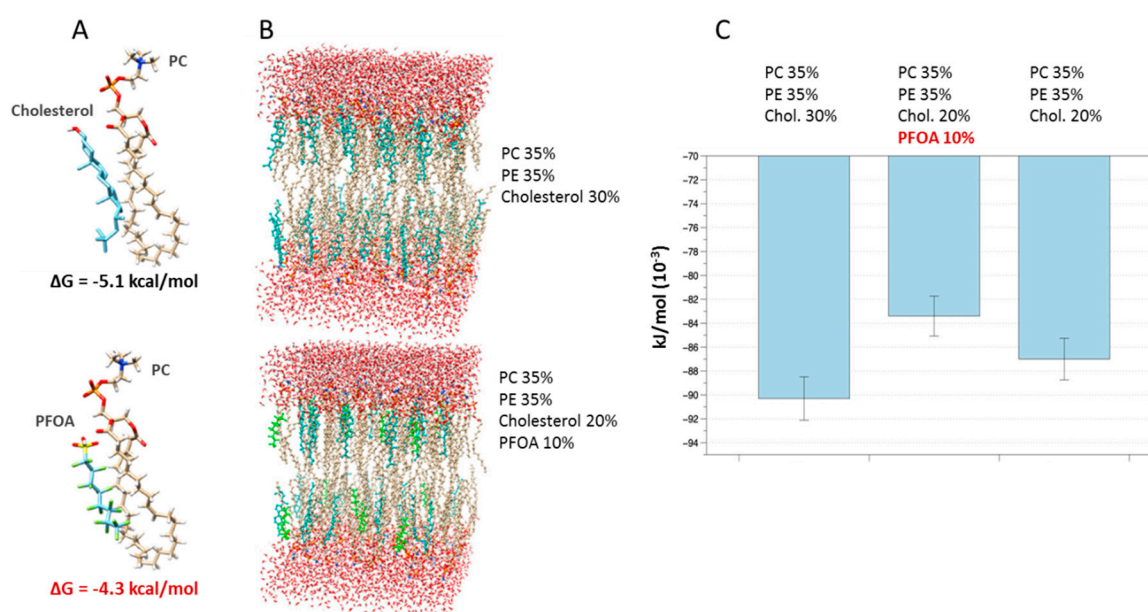 A
PC
Cholesterol
ΔG = -5.1 kcal/mol
PC
PFOA
ΔG = -4.3 kcal/mol
B
PC 35%
PE 35%
Cholesterol 30%
PC 35%
PE 35%
Cholesterol 20%
PFOA 10%
C
PC 35%
PE 35%
Chol. 30%
PC 35%
PE 35%
Chol. 20%
PFOA 10%
PC 35%
PE 35%
Chol. 20%
kJ/mol (10⁻³)
-70
-72
-74
-76
-78
-80
-82
-84
-86
-88
-90
-92
-94